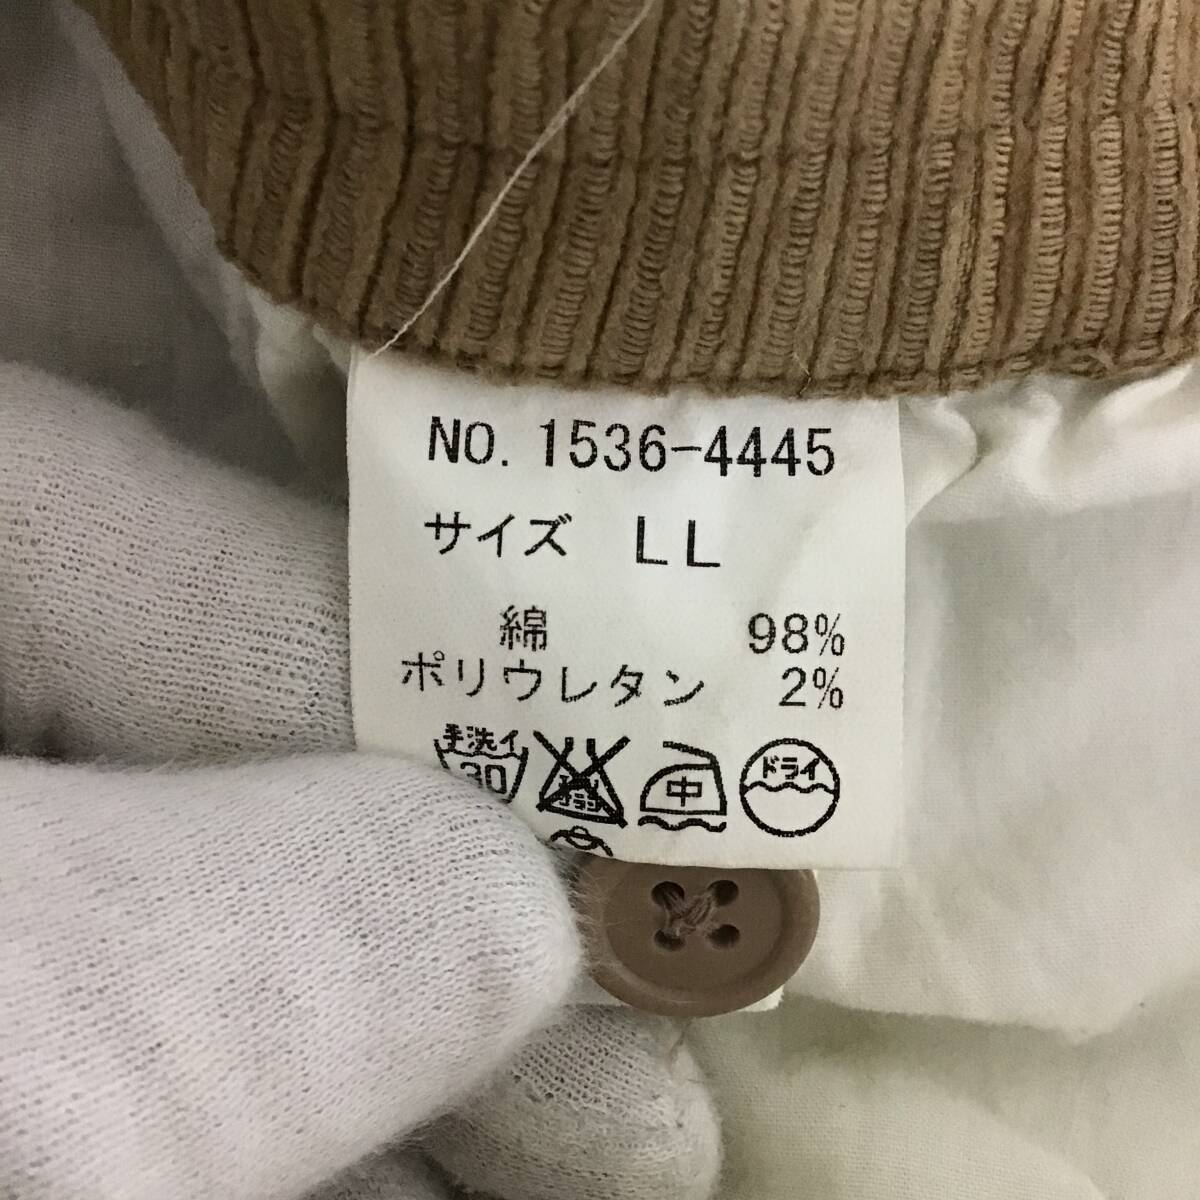 NO. 1536-4445
サイズ LL
綿 98%
ポリウレタン 2%
手洗イ 30 中 ドライ